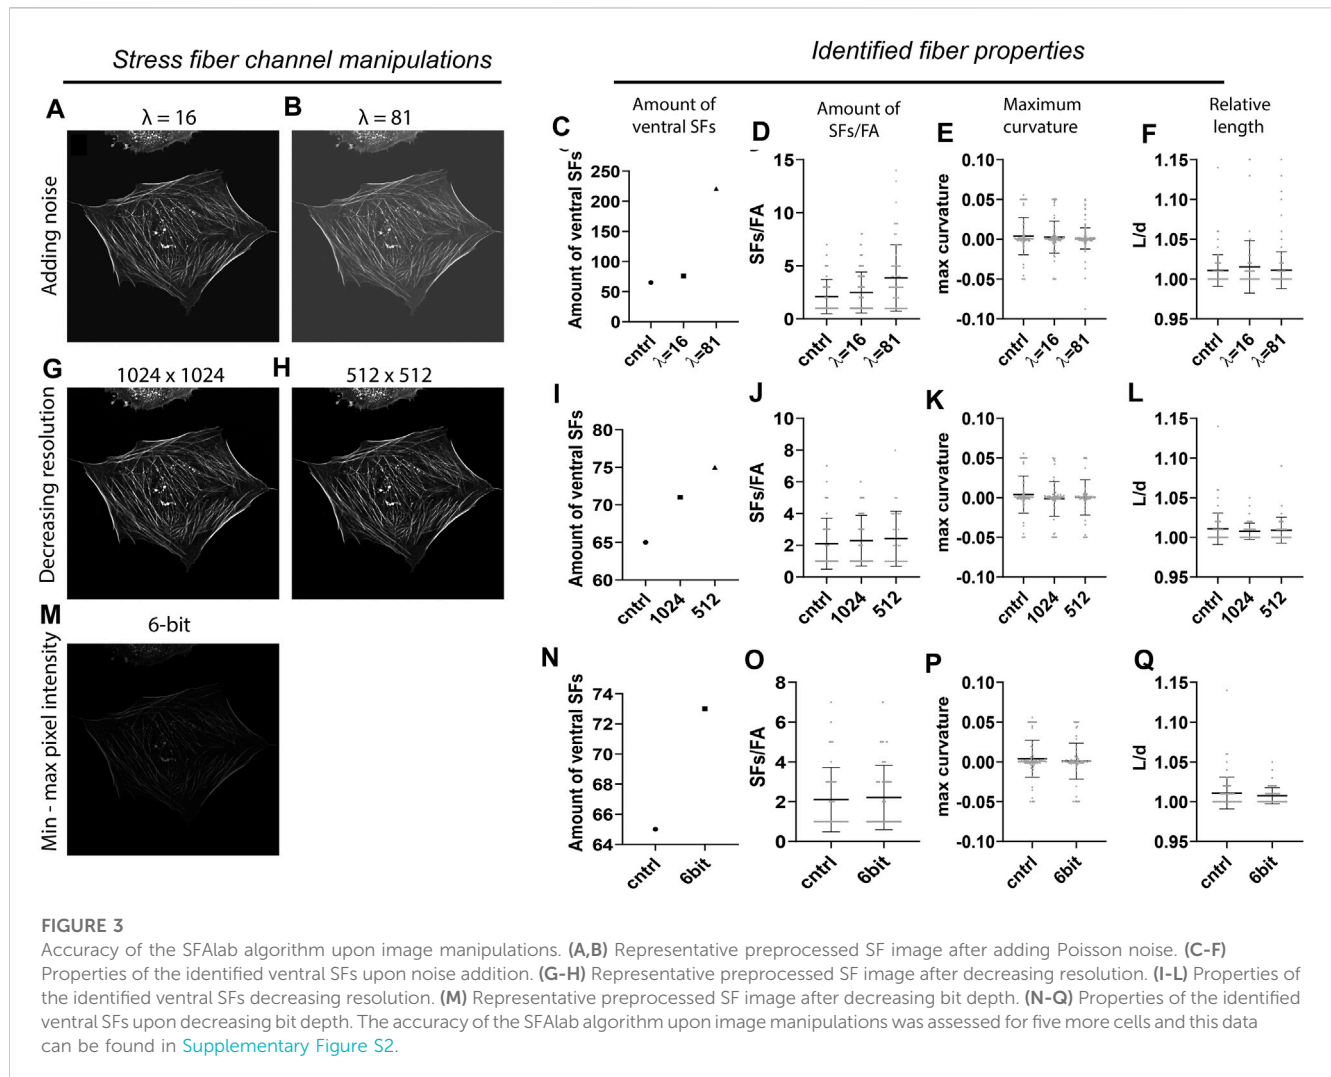 Stress fiber channel manipulations
Identified fiber properties
A
λ = 16
B
λ = 81
Adding noise
Amount of
ventral SFs
Amount of
SFs/FA
Maximum
curvature
Relative
length
C
Amount of ventral SFs
250
200
150
100
50
0
cntrl
λ=16
λ=81
D
SFs/FA
15
10
5
0
cntrl
λ=16
λ=81
E
max curvature
0.10
0.05
0.00
-0.05
-0.10
cntrl
λ=16
λ=81
F
L/d
1.15
1.10
1.05
1.00
0.95
cntrl
λ=16
λ=81
G
1024 x 1024
H
512 x 512
Decreasing resolution
I
Amount of ventral SFs
80
75
70
65
60
cntrl
1024
512
J
SFs/FA
10
8
6
4
2
0
cntrl
1024
512
K
max curvature
0.10
0.05
0.00
-0.05
-0.10
cntrl
1024
512
L
L/d
1.15
1.10
1.05
1.00
0.95
cntrl
1024
512
M
6-bit
Min - max pixel intensity
N
Amount of ventral SFs
74
72
70
68
66
64
cntrl
6bit
O
SFs/FA
8
6
4
2
0
cntrl
6bit
P
max curvature
0.10
0.05
0.00
-0.05
-0.10
cntrl
6bit
Q
L/d
1.15
1.10
1.05
1.00
0.95
cntrl
6bit
FIGURE 3
Accuracy of the SFAlab algorithm upon image manipulations. (A,B) Representative preprocessed SF image after adding Poisson noise. (C-F)
Properties of the identified ventral SFs upon noise addition. (G-H) Representative preprocessed SF image after decreasing resolution. (I-L) Properties of
the identified ventral SFs decreasing resolution. (M) Representative preprocessed SF image after decreasing bit depth. (N-Q) Properties of the identified
ventral SFs upon decreasing bit depth. The accuracy of the SFAlab algorithm upon image manipulations was assessed for five more cells and this data
can be found in Supplementary Figure S2.